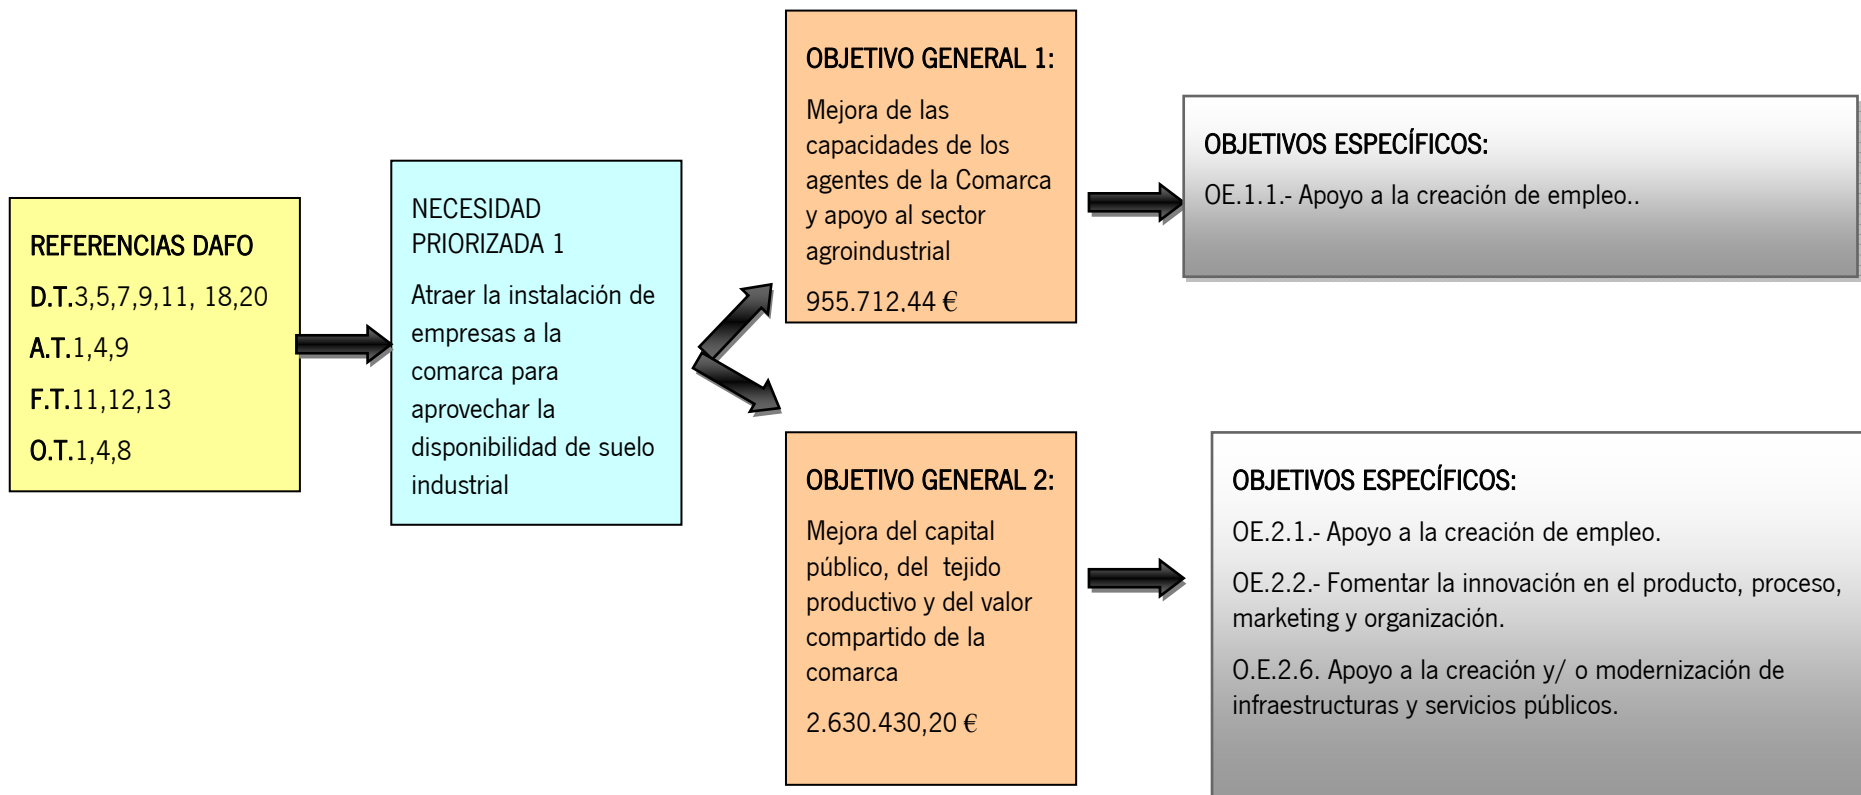 REFERENCIAS DAFO
D.T.3,5,7,9,11, 18,20
A.T.1,4,9
F.T.11,12,13
O.T.1,4,8
NECESIDAD
PRIORIZADA 1
Atraer la instalación de
empresas a la
comarca para
aprovechar la
disponibilidad de suelo
industrial
OBJETIVO GENERAL 1:
Mejora de las
capacidades de los
agentes de la Comarca
y apoyo al sector
agroindustrial
955.712,44 €
OBJETIVOS ESPECÍFICOS:
OE.1.1.- Apoyo a la creación de empleo..
OBJETIVO GENERAL 2:
Mejora del capital
público, del  tejido
productivo y del valor
compartido de la
comarca
2.630.430,20 €
OBJETIVOS ESPECÍFICOS:
OE.2.1.- Apoyo a la creación de empleo.
OE.2.2.- Fomentar la innovación en el producto, proceso,
marketing y organización.
O.E.2.6. Apoyo a la creación y/ o modernización de
infraestructuras y servicios públicos.